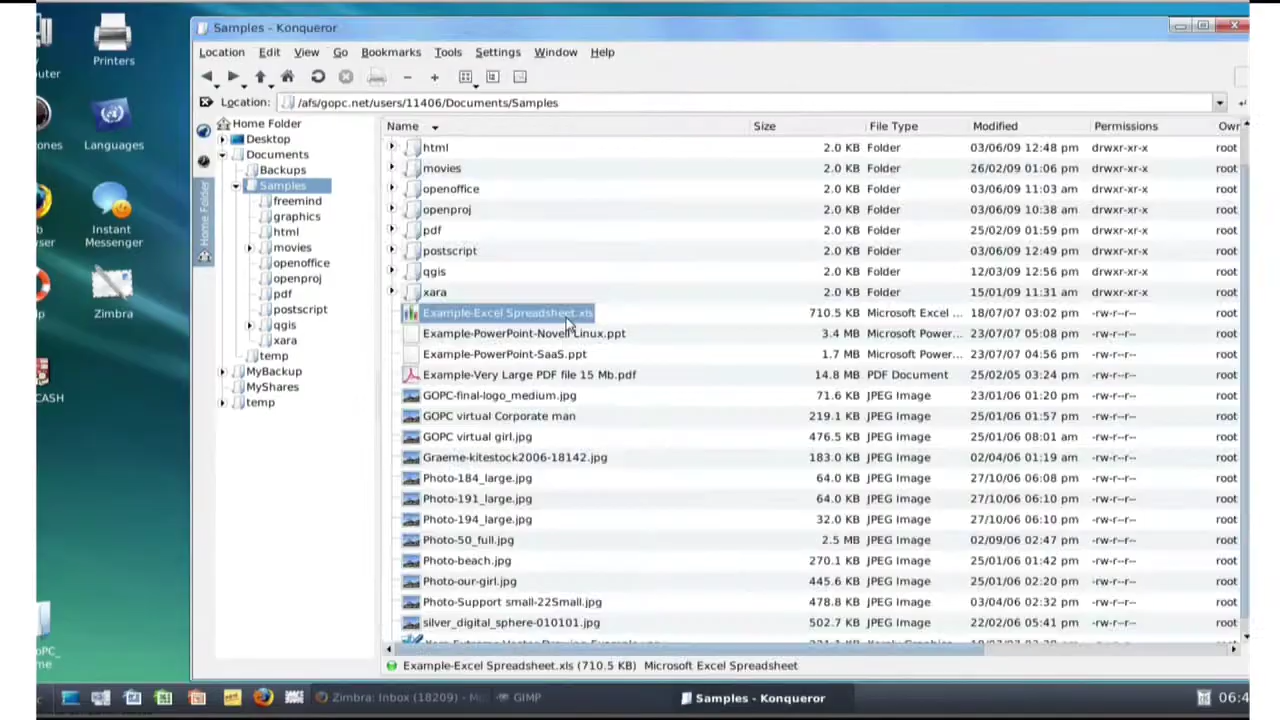 Samples - Konqueror
Location Edit View Go Bookmarks Tools Settings Window Help
Location: /afs/gopc.net/users/11406/Documents/Samples
Printers
Languages
Instant Messenger
Zimbra
Home Folder
Home Folder
Desktop
Documents
Backups
Samples
freemind
graphics
html
movies
openoffice
openproj
pdf
postscript
qgis
xara
temp
MyBackup
MyShares
temp
Name Size File Type Modified Permissions
html 2.0 KB Folder 03/06/09 12:48 pm drwxr-xr-x root
movies 2.0 KB Folder 26/02/09 01:06 pm drwxr-xr-x root
openoffice 2.0 KB Folder 03/06/09 11:03 am drwxr-xr-x root
openproj 2.0 KB Folder 03/06/09 10:38 am drwxr-xr-x root
pdf 2.0 KB Folder 25/02/09 01:59 pm drwxr-xr-x root
postscript 2.0 KB Folder 03/06/09 12:49 pm drwxr-xr-x root
qgis 2.0 KB Folder 12/03/09 12:56 pm drwxr-xr-x root
xara 2.0 KB Folder 15/01/09 11:31 am drwxr-xr-x root
Example-Excel Spreadsheet.xls 710.5 KB Microsoft Excel ... 18/07/07 03:02 pm -rw-r--r-- root
Example-PowerPoint-Novell Linux.ppt 3.4 MB Microsoft Power... 23/07/07 05:08 pm -rw-r--r-- root
Example-PowerPoint-SaaS.ppt 1.7 MB Microsoft Power... 23/07/07 04:56 pm -rw-r--r-- root
Example-Very Large PDF file 15 Mb.pdf 14.8 MB PDF Document 25/02/05 03:24 pm -rw-r--r-- root
GOPC-final-logo_medium.jpg 71.6 KB JPEG Image 23/01/06 01:20 pm -rw-r--r-- root
GOPC virtual Corporate man 219.1 KB JPEG Image 25/01/06 01:57 pm -rw-r--r-- root
GOPC virtual girl.jpg 476.5 KB JPEG Image 25/01/06 08:01 am -rw-r--r-- root
Graeme-kitestock2006-18142.jpg 183.0 KB JPEG Image 02/04/06 01:19 am -rw-r--r-- root
Photo-184_large.jpg 64.0 KB JPEG Image 27/10/06 06:08 pm -rw-r--r-- root
Photo-191_large.jpg 64.0 KB JPEG Image 27/10/06 06:10 pm -rw-r--r-- root
Photo-194_large.jpg 32.0 KB JPEG Image 27/10/06 06:10 pm -rw-r--r-- root
Photo-50_full.jpg 2.5 MB JPEG Image 02/09/06 02:47 pm -rw-r--r-- root
Photo-beach.jpg 270.1 KB JPEG Image 25/01/06 01:42 pm -rw-r--r-- root
Photo-our-girl.jpg 445.6 KB JPEG Image 25/01/06 02:20 pm -rw-r--r-- root
Photo-Support small-22Small.jpg 478.8 KB JPEG Image 03/04/06 02:32 pm -rw-r--r-- root
silver_digital_sphere-010101.jpg 502.7 KB JPEG Image 22/02/06 05:41 pm -rw-r--r-- root
Example-Excel Spreadsheet.xls (710.5 KB) Microsoft Excel Spreadsheet
Zimbra: Inbox (18209) - GIMP Samples - Konqueror